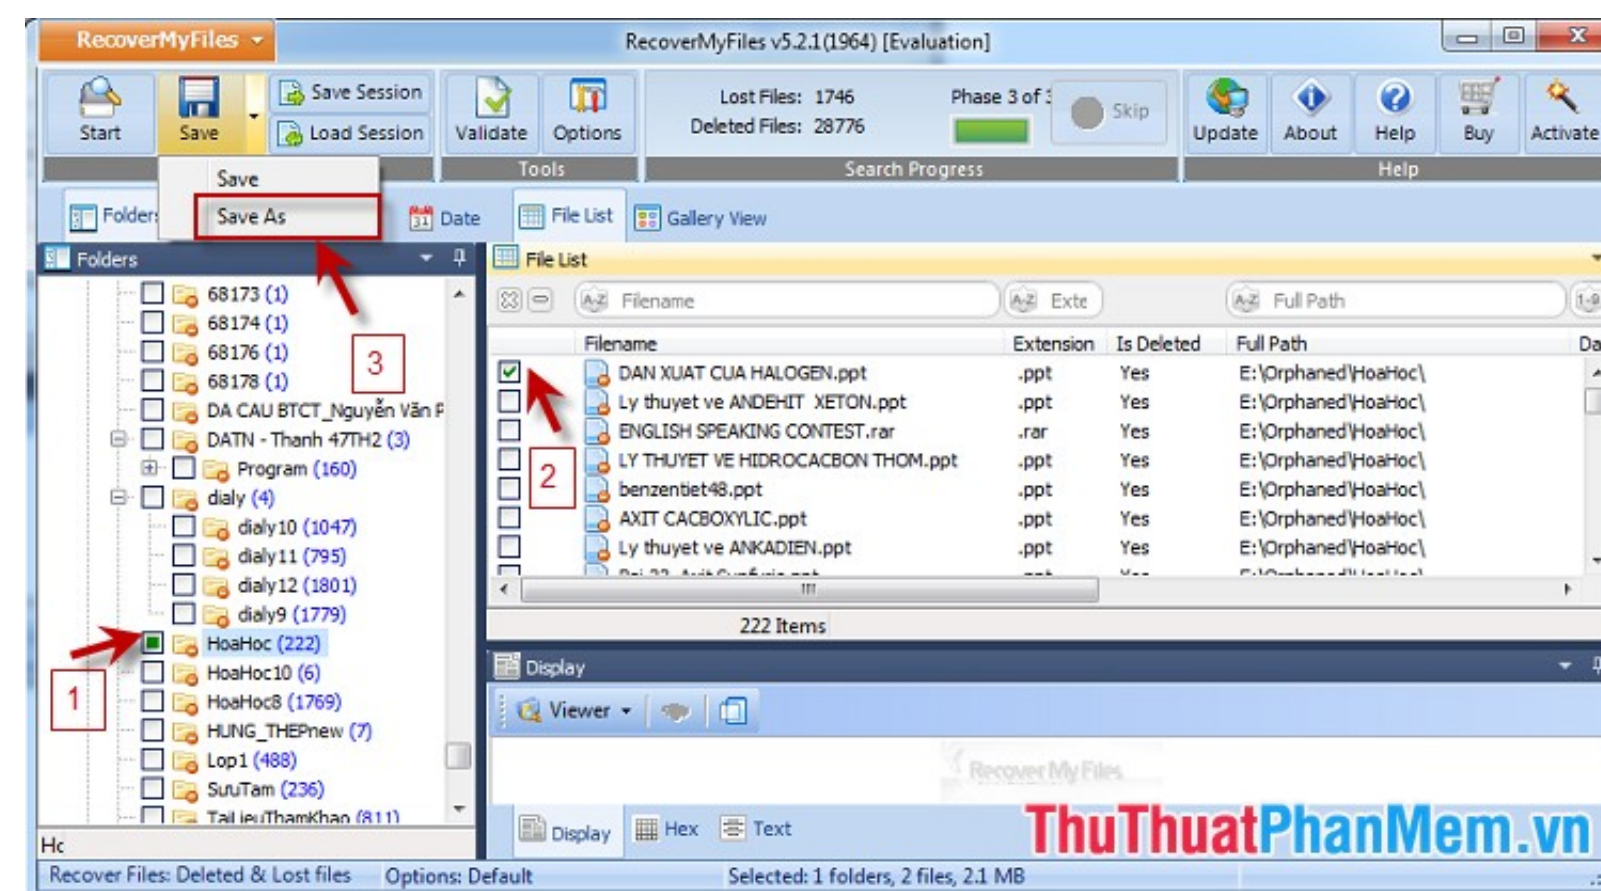 RecoverMyFiles
RecoverMyFiles v5.2.1(1964) [Evaluation]
Start
Save
Save Session
Load Session
Validate
Options
Lost Files: 1746
Deleted Files: 28776
Phase 3 of
Skip
Update
About
Help
Buy
Activate
Tools
Search Progress
Help
Save
Save As
Folders
Date
File List
Gallery View
Folders
68173 (1)
68174 (1)
68176 (1)
68178 (1)
DA CAU BTCT_Nguyễn Văn P
DATN - Thanh 47TH2 (3)
Program (160)
dialy (4)
dialy10 (1047)
dialy11 (795)
dialy12 (1801)
dialy9 (1779)
HoaHoc (222)
HoaHoc10 (6)
HoaHoc8 (1769)
HUNG_THEPnew (7)
Lop1 (488)
SưuTam (236)
TaiLieuThamKhao (811)
1
2
3
File List
A-Z Filename
A-Z Exte
A-Z Full Path
1-9
Filename Extension Is Deleted Full Path Da
DAN XUAT CUA HALOGEN.ppt .ppt Yes E:\Orphaned\HoaHoc\
Ly thuyet ve ANDEHIT XETON.ppt .ppt Yes E:\Orphaned\HoaHoc\
ENGLISH SPEAKING CONTEST.rar .rar Yes E:\Orphaned\HoaHoc\
LY THUYET VE HIDROCACBON THOM.ppt .ppt Yes E:\Orphaned\HoaHoc\
benzentiet48.ppt .ppt Yes E:\Orphaned\HoaHoc\
AXIT CACBOXYLIC.ppt .ppt Yes E:\Orphaned\HoaHoc\
Ly thuyet ve ANKADIEN.ppt .ppt Yes E:\Orphaned\HoaHoc\
222 Items
Display
Viewer
Recover My Files
Display
Hex
Text
ThuThuatPhanMem.vn
Hc
Recover Files: Deleted & Lost files
Options: Default
Selected: 1 folders, 2 files, 2.1 MB